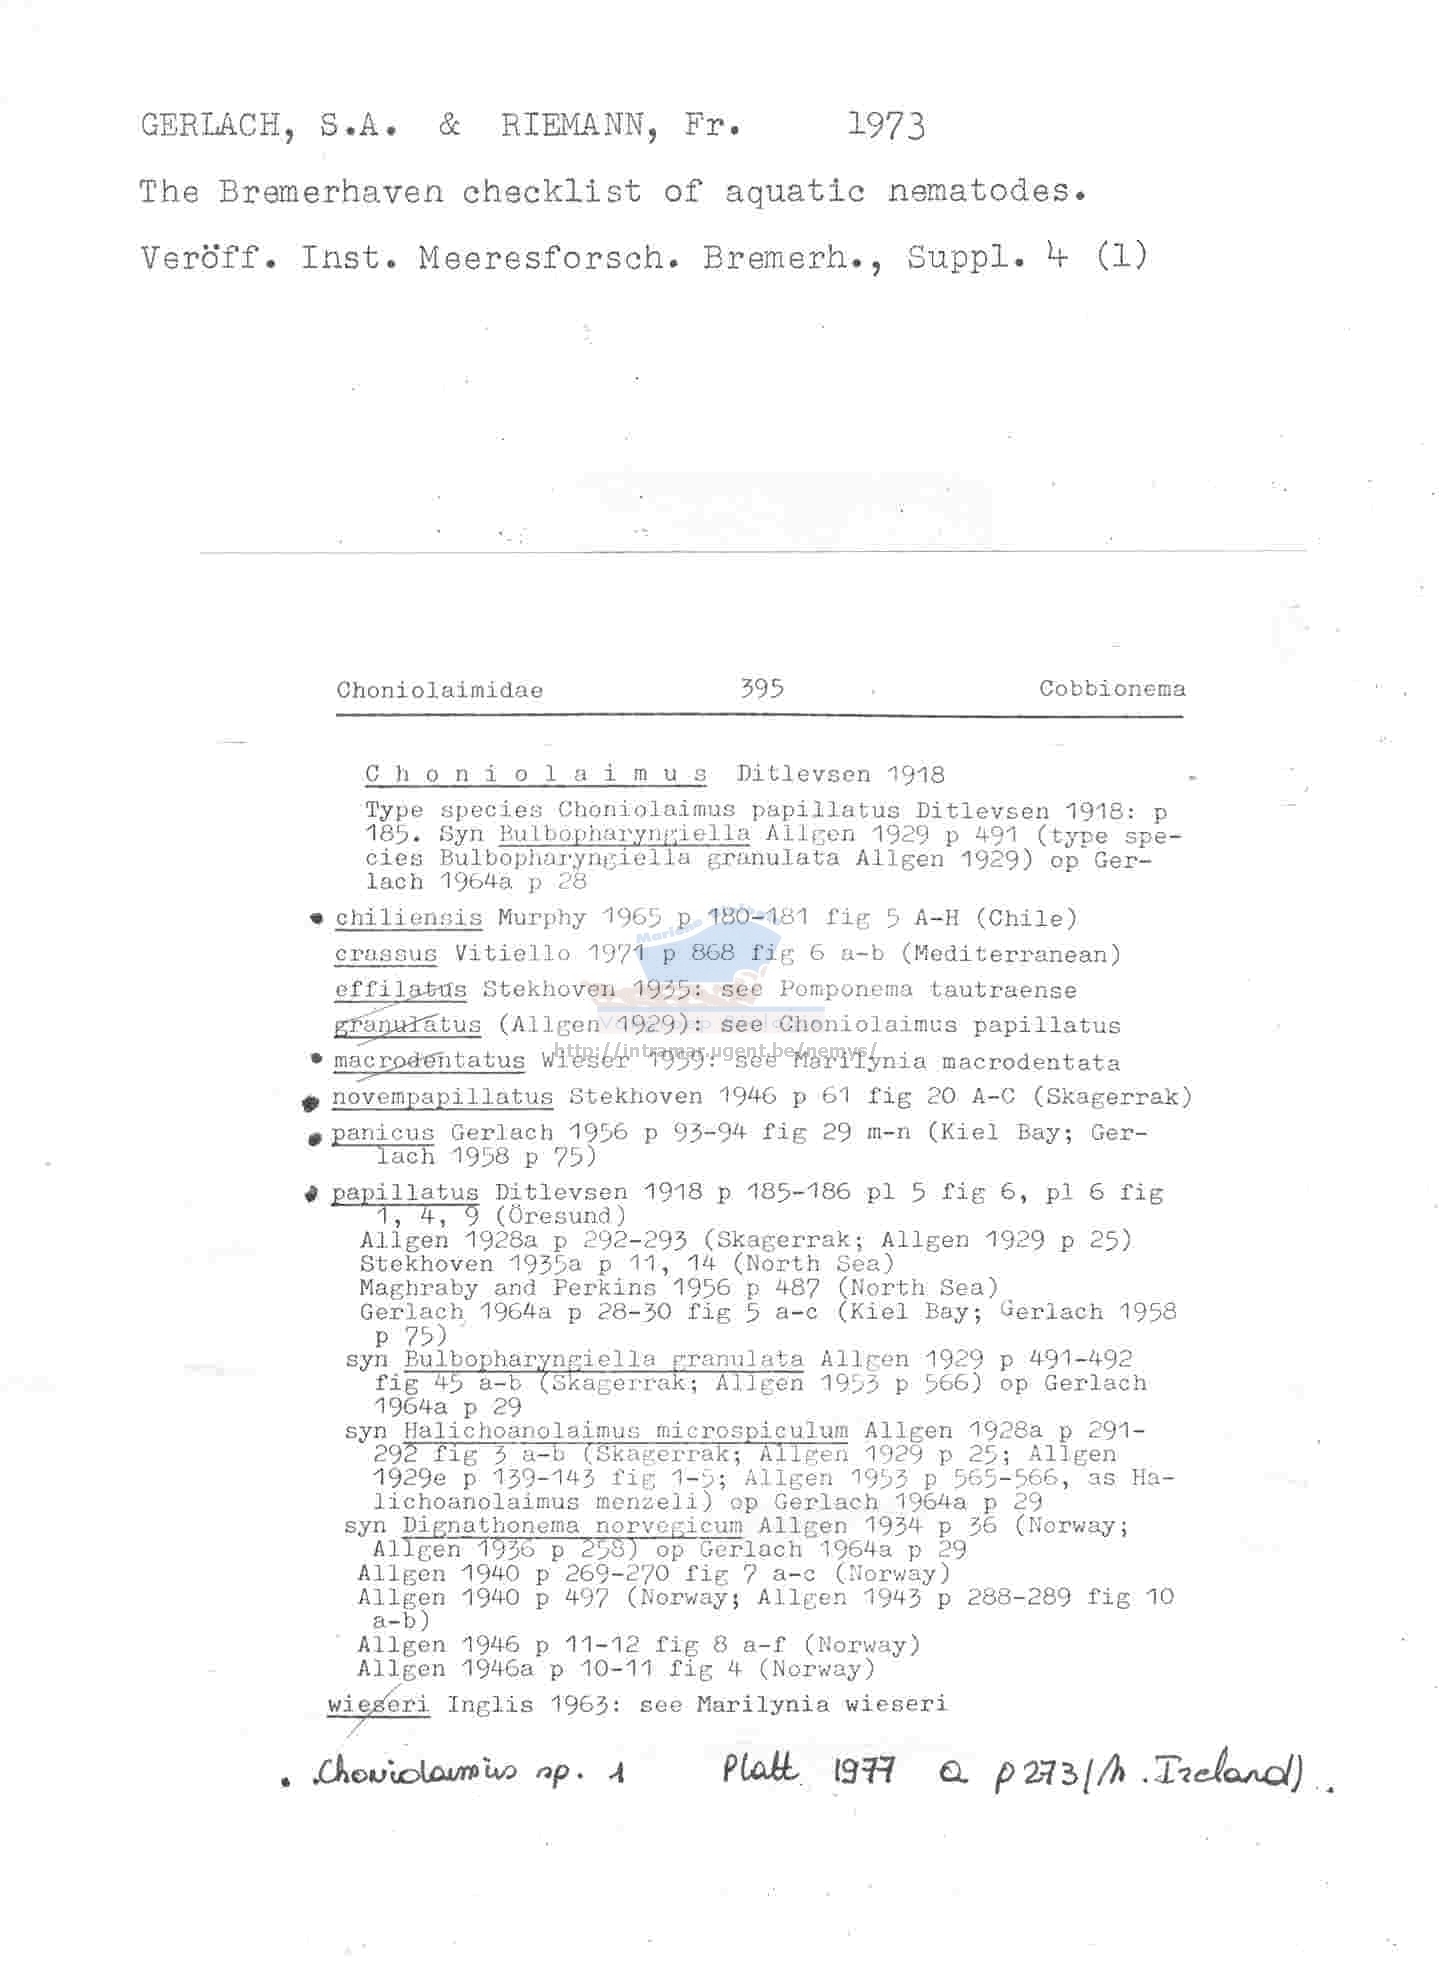 GERLACH, S.A. & RIEMANN, Fr. 1973
The Bremerhaven checklist of aquatic nematodes.
Veröff. Inst. Meeresforsch. Bremerh., Suppl. 4 (1)
Choniolaimidae 395 Cobbionema
C h o n i o l a i m u s Ditlevsen 1918
Type species Choniolaimus papillatus Ditlevsen 1918: p
185. Syn Bulbopharyngiella Allgen 1929 p 491 (type spe-
cies Bulbopharyngiella granulata Allgen 1929) op Ger-
lach 1964a p 28
• chiliensis Murphy 1965 p 180-181 fig 5 A-H (Chile)
crassus Vitiello 1971 p 868 fig 6 a-b (Mediterranean)
effilatus Stekhoven 1935: see Pomponema tautraense
granulatus (Allgen 1929): see Choniolaimus papillatus
• macrodentatus Wieser 1959: see Marilynia macrodentata
http://intramar.ugent.be/nemys/
• novempapillatus Stekhoven 1946 p 61 fig 20 A-C (Skagerrak)
• panicus Gerlach 1956 p 93-94 fig 29 m-n (Kiel Bay; Ger-
lach 1958 p 75)
• papillatus Ditlevsen 1918 p 185-186 pl 5 fig 6, pl 6 fig
1, 4, 9 (Öresund)
Allgen 1928a p 292-293 (Skagerrak; Allgen 1929 p 25)
Stekhoven 1935a p 11, 14 (North Sea)
Maghraby and Perkins 1956 p 487 (North Sea)
Gerlach 1964a p 28-30 fig 5 a-c (Kiel Bay; Gerlach 1958
p 75)
syn Bulbopharyngiella granulata Allgen 1929 p 491-492
fig 45 a-b (Skagerrak; Allgen 1953 p 566) op Gerlach
1964a p 29
syn Halichoanolaimus microspiculum Allgen 1928a p 291-
292 fig 3 a-b (Skagerrak; Allgen 1929 p 25; Allgen
1929e p 139-143 fig 1-5; Allgen 1953 p 565-566, as Ha-
lichoanolaimus menzeli) op Gerlach 1964a p 29
syn Dignathonema norvegicum Allgen 1934 p 36 (Norway;
Allgen 1936 p 258) op Gerlach 1964a p 29
Allgen 1940 p 269-270 fig 7 a-c (Norway)
Allgen 1940 p 497 (Norway; Allgen 1943 p 288-289 fig 10
a-b)
Allgen 1946 p 11-12 fig 8 a-f (Norway)
Allgen 1946a p 10-11 fig 4 (Norway)
wieseri Inglis 1963: see Marilynia wieseri
• Choniolaimus sp. 1 Platt 1977 a p 273 (N. Ireland).